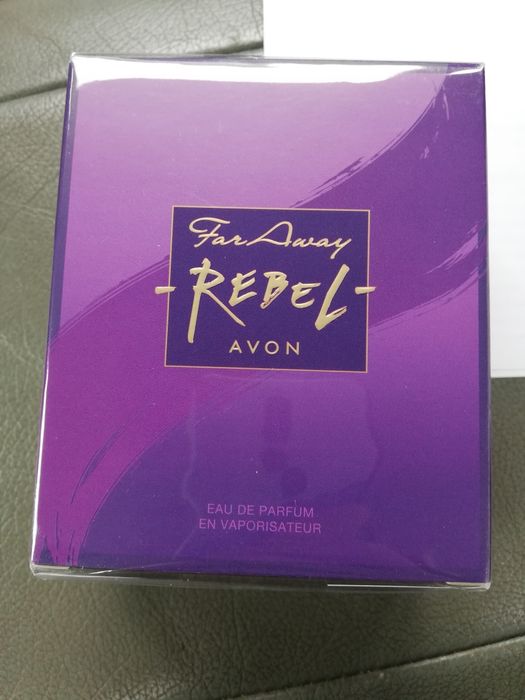 Far Away
-REBEL-
AVON
EAU DE PARFUM
EN VAPORISATEUR